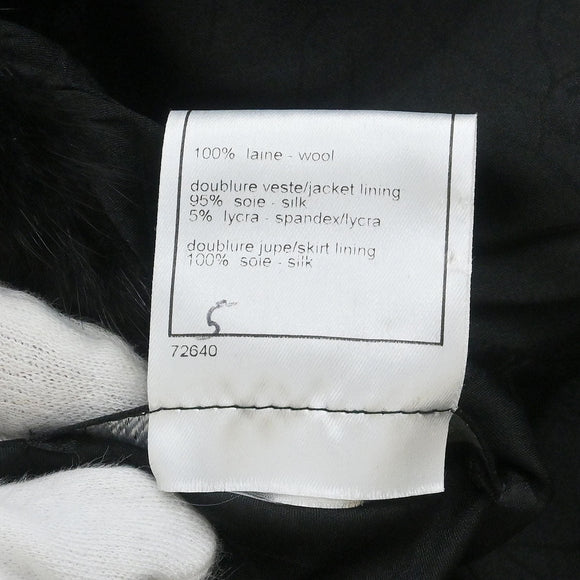 100% laine - wool
doublure veste/jacket lining
95% soie - silk
5% lycra - spandex/lycra
doublure jupe/skirt lining
100% soie - silk
5
72640